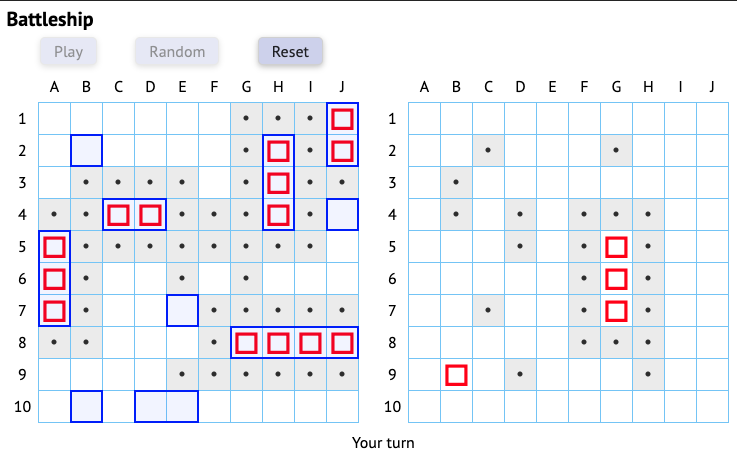 Battleship
Play Random Reset
A B C D E F G H I J A B C D E F G H I J
1 1
2 2
3 3
4 4
5 5
6 6
7 7
8 8
9 9
10 10
Your turn